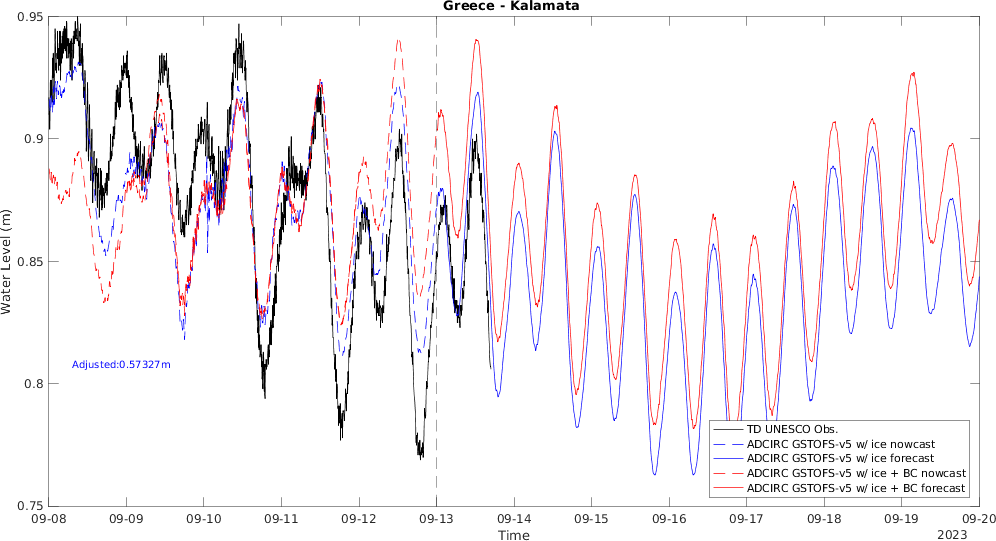 Greece - Kalamata
0.95
0.9
0.85
0.8
0.75
Water Level (m)
Adjusted:0.57327m
TD UNESCO Obs.
ADCIRC GSTOFS-v5 w/ ice nowcast
ADCIRC GSTOFS-v5 w/ ice forecast
ADCIRC GSTOFS-v5 w/ ice + BC nowcast
ADCIRC GSTOFS-v5 w/ ice + BC forecast
09-08 09-09 09-10 09-11 09-12 09-13 09-14 09-15 09-16 09-17 09-18 09-19 09-20
Time
2023